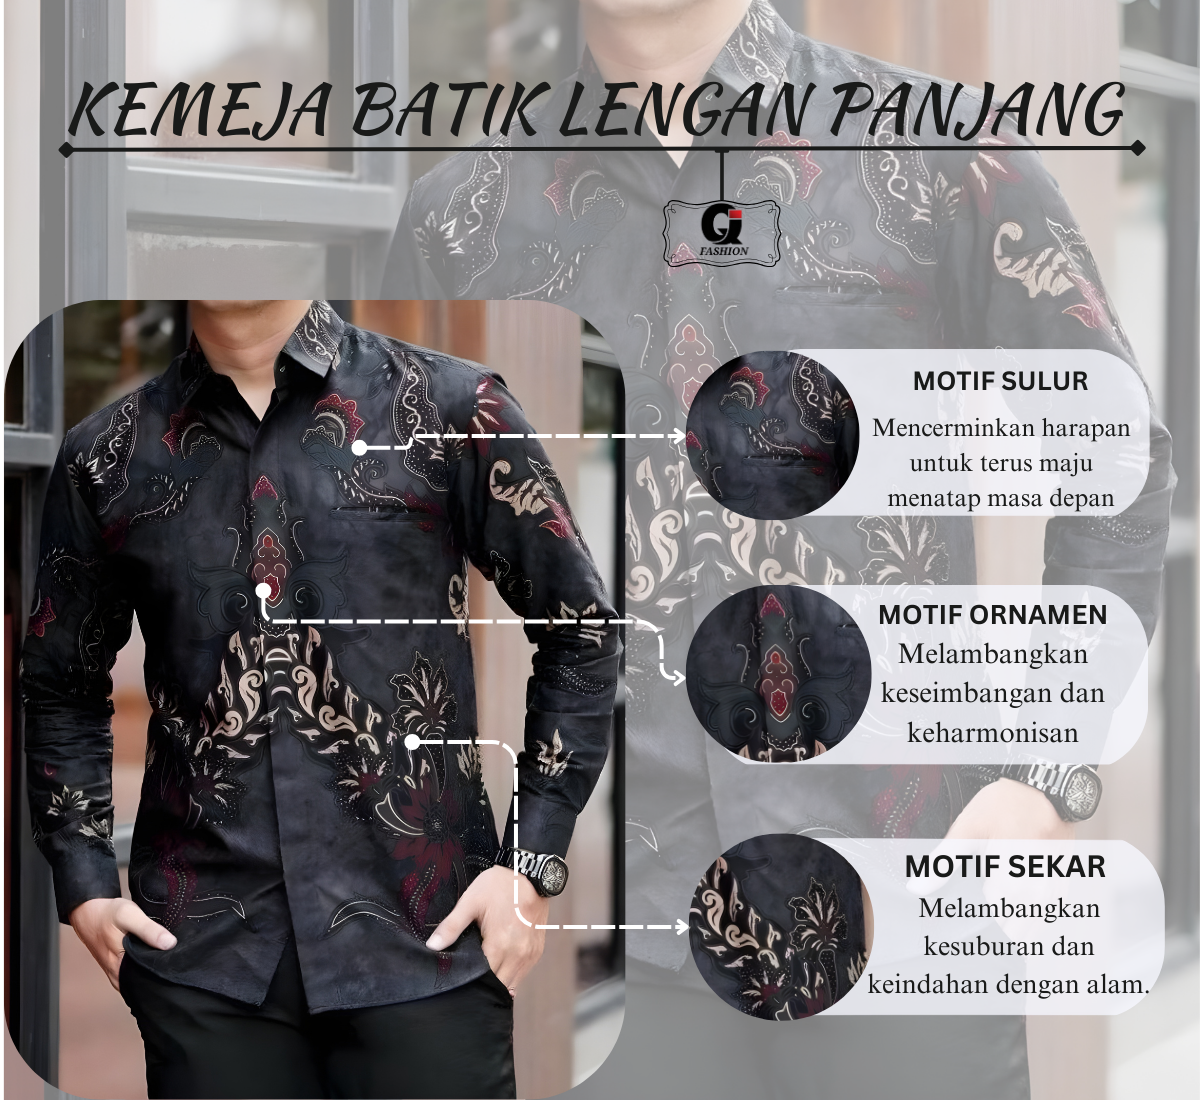 KEMEJA BATIK LENGAN PANJANG
GI
FASHION
MOTIF SULUR
Mencerminkan harapan
untuk terus maju
menatap masa depan
MOTIF ORNAMEN
Melambangkan
keseimbangan dan
keharmonisan
MOTIF SEKAR
Melambangkan
kesuburan dan
keindahan dengan alam.